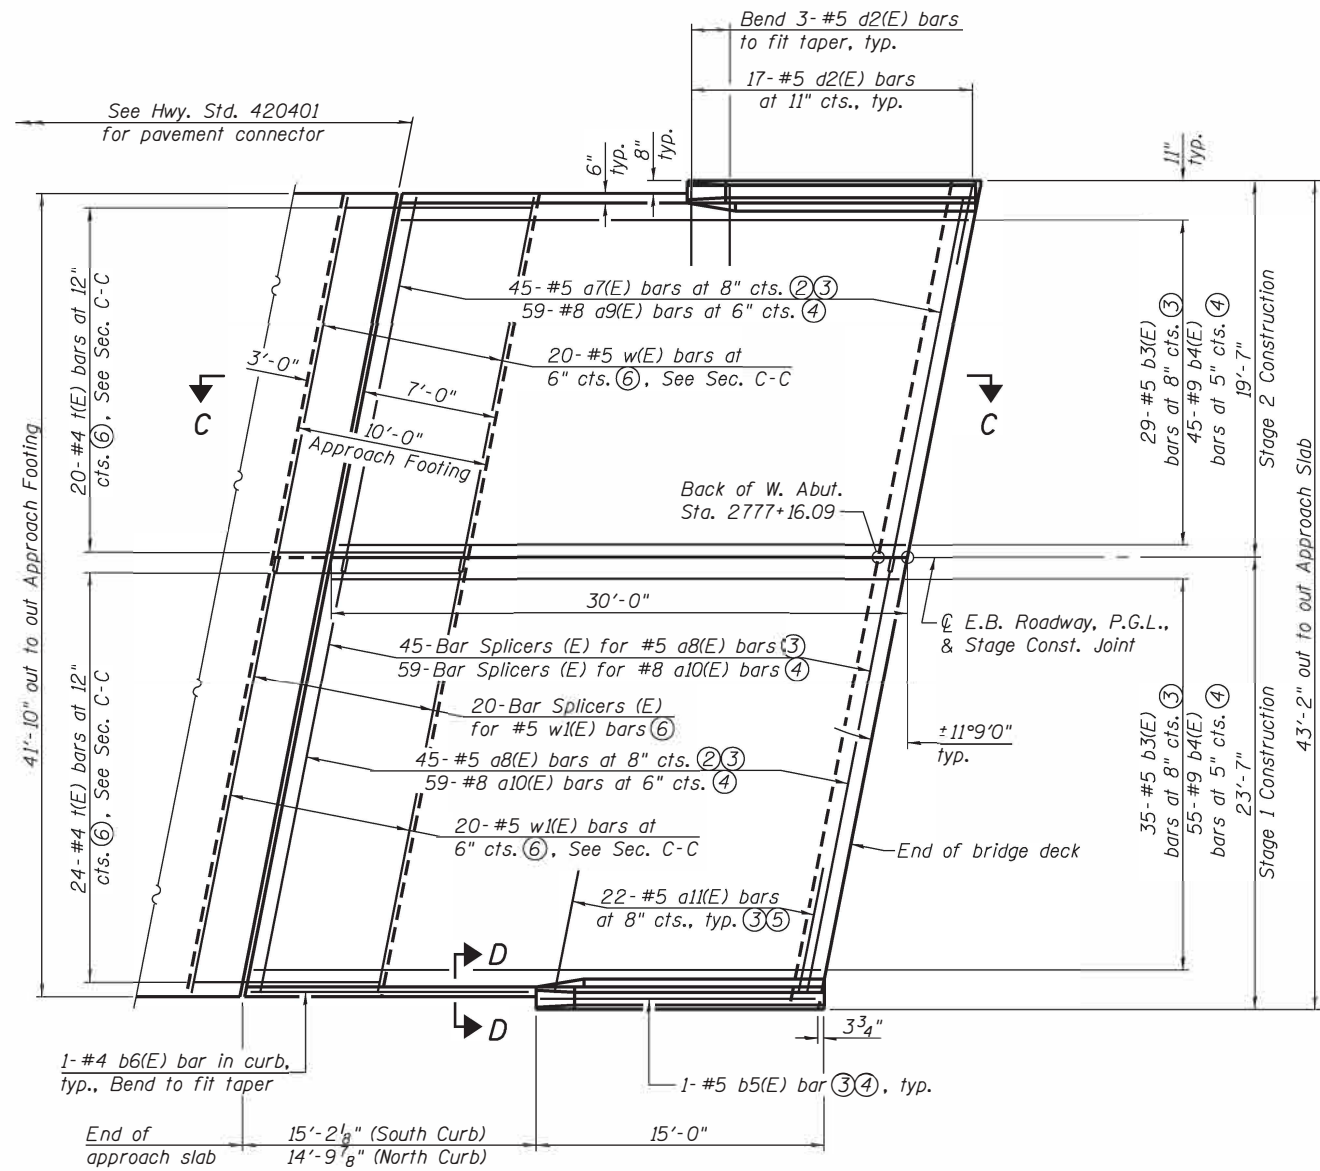 Bend 3-#5 d2(E) bars
to fit taper, typ.
17-#5 d2(E) bars
at 11" cts., typ.
See Hwy. Std. 420401
for pavement connector
6"
typ.
8"
typ.
11"
typ.
45-#5 a7(E) bars at 8" cts. ②③
59-#8 a9(E) bars at 6" cts. ④
20-#5 w(E) bars at
6" cts. ⑥, See Sec. C-C
3'-0"
7'-0"
10'-0"
Approach Footing
C
C
20-#4 t(E) bars at 12"
cts. ⑥, See Sec. C-C
41'-10" out to out Approach Footing
29-#5 b3(E)
bars at 8" cts. ③
45-#9 b4(E)
bars at 5" cts. ④
19'-7"
Stage 2 Construction
43'-2" out to out Approach Slab
Back of W. Abut.
Sta. 2777+16.09
30'-0"
℄ E.B. Roadway, P.G.L.,
& Stage Const. Joint
45-Bar Splicers (E) for #5 a8(E) bars ③
59-Bar Splicers (E) for #8 a10(E) bars ④
20-Bar Splicers (E)
for #5 w1(E) bars ⑥
±11°9'0"
typ.
45-#5 a8(E) bars at 8" cts. ②③
59-#8 a10(E) bars at 6" cts. ④
20-#5 w1(E) bars at
6" cts. ⑥, See Sec. C-C
24-#4 t(E) bars at 12"
cts. ⑥, See Sec. C-C
35-#5 b3(E)
bars at 8" cts. ③
55-#9 b4(E)
bars at 5" cts. ④
23'-7"
Stage 1 Construction
End of bridge deck
22-#5 a11(E) bars
at 8" cts., typ. ③⑤
D
D
3¾"
1-#4 b6(E) bar in curb,
typ., Bend to fit taper
1-#5 b5(E) bar ③④, typ.
End of
approach slab
15'-2⅛" (South Curb)
14'-9⅞" (North Curb)
15'-0"